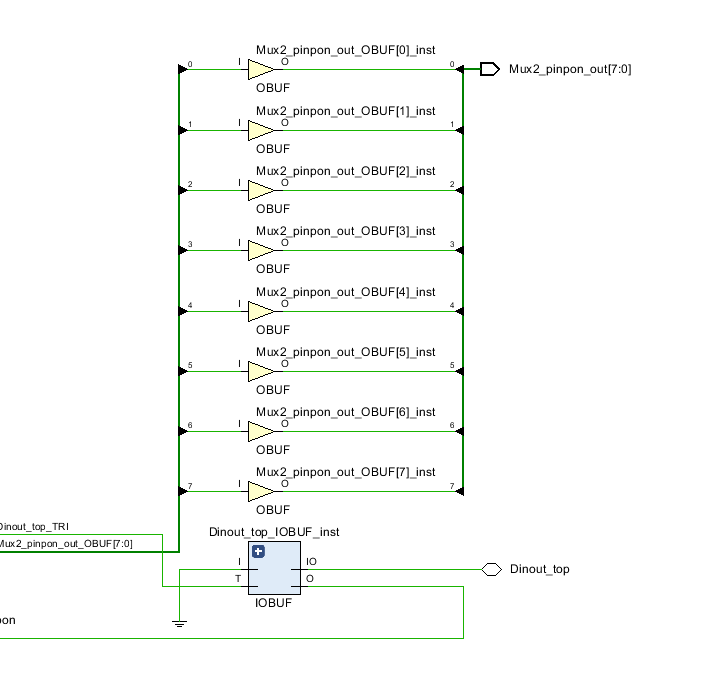 Mux2_pinpon_out_OBUF[0]_inst
0 I O 0 Mux2_pinpon_out[7:0]
OBUF
Mux2_pinpon_out_OBUF[1]_inst
1 I O 1
OBUF
Mux2_pinpon_out_OBUF[2]_inst
2 I O 2
OBUF
Mux2_pinpon_out_OBUF[3]_inst
3 I O 3
OBUF
Mux2_pinpon_out_OBUF[4]_inst
4 I O 4
OBUF
Mux2_pinpon_out_OBUF[5]_inst
5 I O 5
OBUF
Mux2_pinpon_out_OBUF[6]_inst
6 I O 6
OBUF
Mux2_pinpon_out_OBUF[7]_inst
7 I O 7
OBUF
Dinout_top_TRI
Dinout_top_IOBUF_inst
Mux2_pinpon_out_OBUF[7:0]
I IO Dinout_top
T O
IOBUF
oon